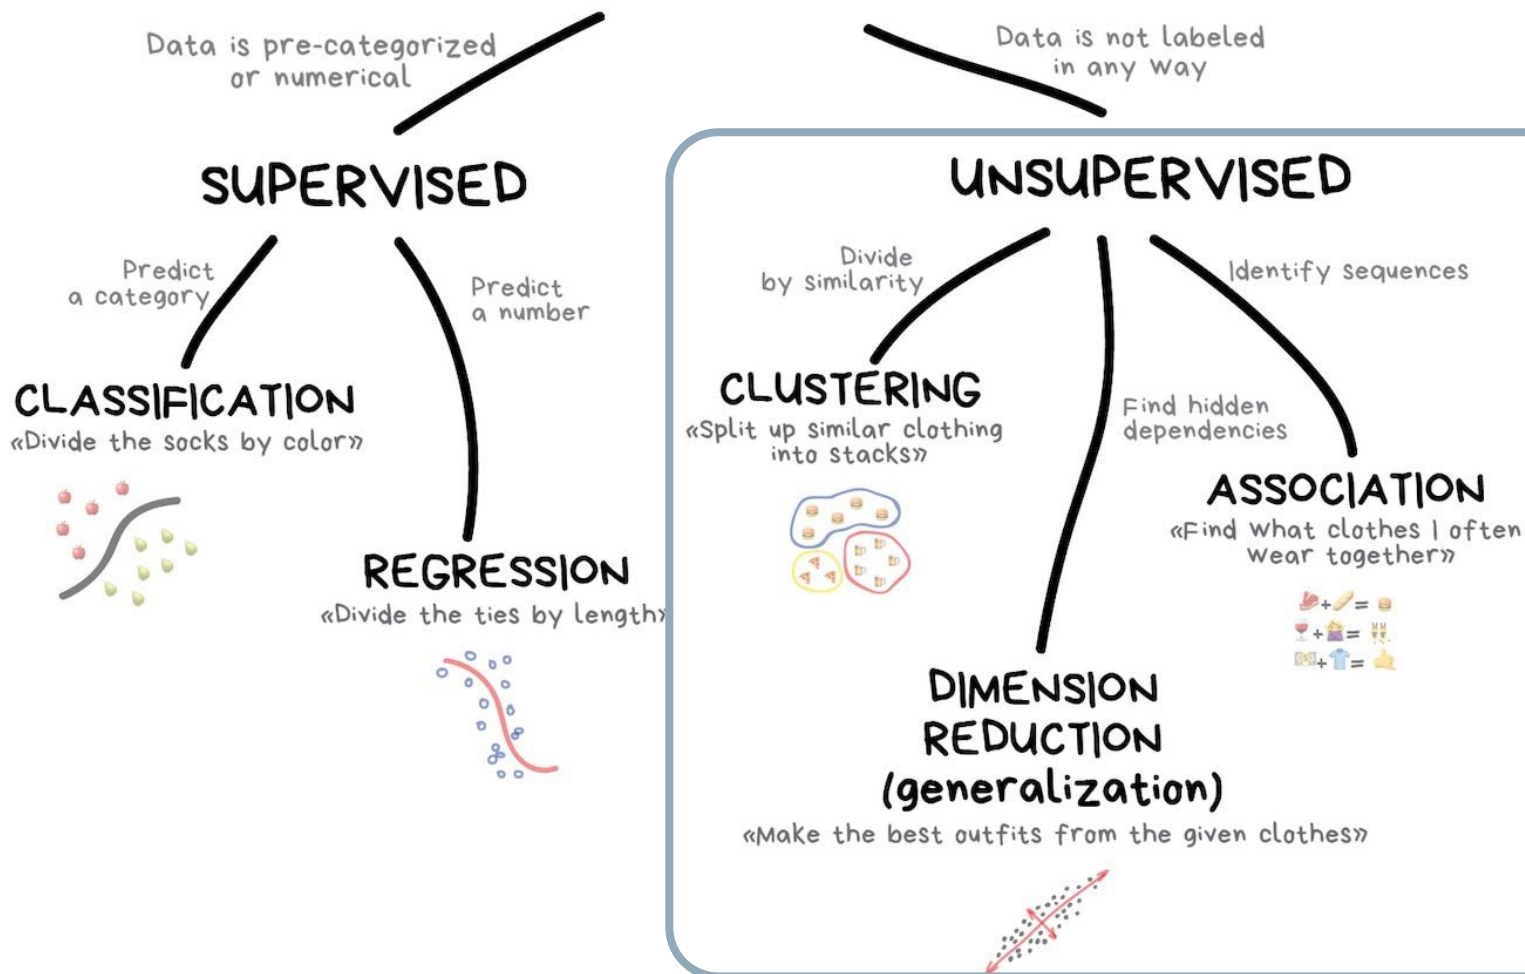 Data is pre-categorized
or numerical
Data is not labeled
in any way
SUPERVISED
UNSUPERVISED
Predict
a category
Predict
a number
Divide
by similarity
Identify sequences
CLASSIFICATION
«Divide the socks by color»
CLUSTERING
«Split up similar clothing
into stacks»
Find hidden
dependencies
ASSOCIATION
«Find what clothes I often
wear together»
REGRESSION
«Divide the ties by length»
+ =
+ =
+ =
DIMENSION
REDUCTION
(generalization)
«Make the best outfits from the given clothes»